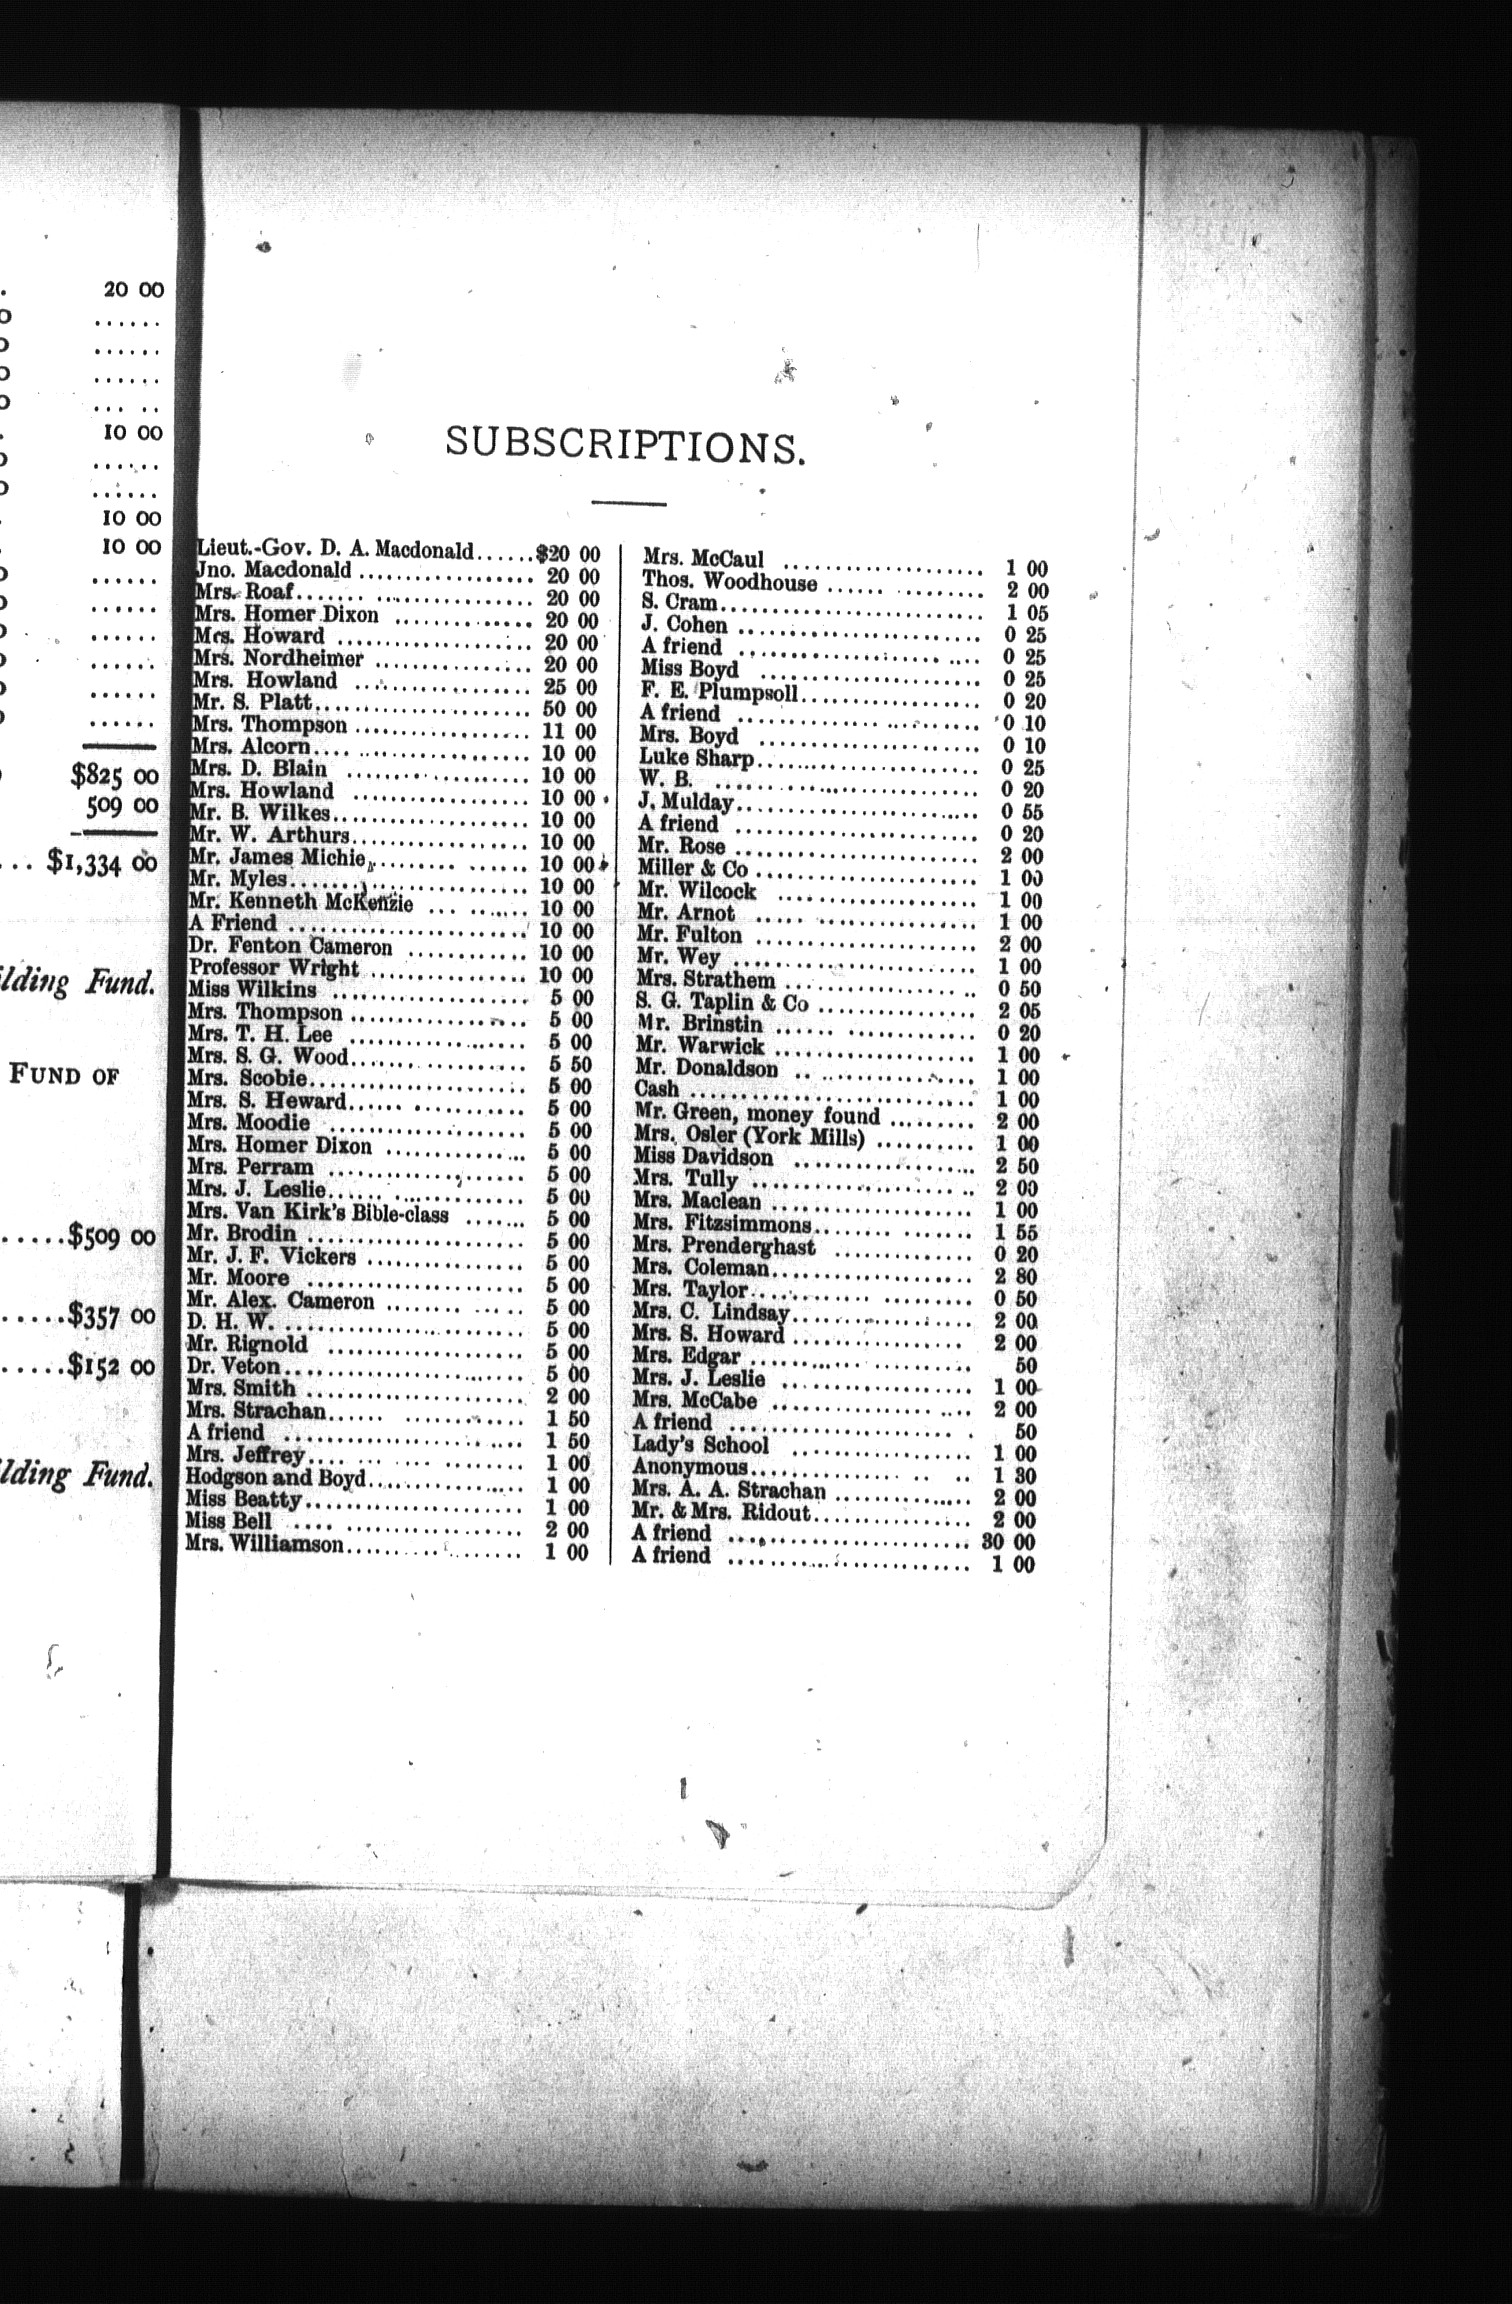 20 00
10 00
10 00
10 00
$825 00
509 00
$1,334 00
Fund.
FUND OF
$509 00
$357 00
$152 00
Fund.
SUBSCRIPTIONS.
Lieut.-Gov. D. A. Macdonald......$20 00
Jno. Macdonald .................. 20 00
Mrs. Roaf.................. 20 00
Mrs. Homer Dixon .................. 20 00
Mrs. Howard .................. 20 00
Mrs. Nordheimer .................. 20 00
Mrs. Howland .................. 25 00
Mr. S. Platt.................. 50 00
Mrs. Thompson .................. 11 00
Mrs. Alcorn.................. 10 00
Mrs. D. Blain .................. 10 00
Mrs. Howland .................. 10 00
Mr. B. Wilkes.................. 10 00
Mr. W. Arthurs.................. 10 00
Mr. James Michie.................. 10 00
Mr. Myles.................. 10 00
Mr. Kenneth McKenzie .................. 10 00
A Friend .................. 10 00
Dr. Fenton Cameron .................. 10 00
Professor Wright .................. 10 00
Miss Wilkins .................. 5 00
Mrs. Thompson .................. 5 00
Mrs. T. H. Lee .................. 5 00
Mrs. S. G. Wood.................. 5 50
Mrs. Scobie.................. 5 00
Mrs. S. Heward.................. 5 00
Mrs. Moodie .................. 5 00
Mrs. Homer Dixon .................. 5 00
Mrs. Perram .................. 5 00
Mrs. J. Leslie.................. 5 00
Mrs. Van Kirk's Bible-class ....... 5 00
Mr. Brodin .................. 5 00
Mr. J. F. Vickers .................. 5 00
Mr. Moore .................. 5 00
Mr. Alex. Cameron .................. 5 00
D. H. W. .................. 5 00
Mr. Rignold .................. 5 00
Dr. Veton.................. 5 00
Mrs. Smith .................. 2 00
Mrs. Strachan.................. 1 50
A friend .................. 1 50
Mrs. Jeffrey.................. 1 00
Hodgson and Boyd.................. 1 00
Miss Beatty.................. 1 00
Miss Bell .................. 2 00
Mrs. Williamson.................. 1 00
Mrs. McCaul .................. 1 00
Thos. Woodhouse .................. 2 00
S. Cram.................. 1 05
J. Cohen .................. 0 25
A friend .................. 0 25
Miss Boyd .................. 0 25
F. E. Plumpsoll.................. 0 20
A friend .................. 0 10
Mrs. Boyd .................. 0 10
Luke Sharp.................. 0 25
W. B. .................. 0 20
J. Mulday.................. 0 55
A friend .................. 0 20
Mr. Rose .................. 2 00
Miller & Co .................. 1 00
Mr. Wilcock .................. 1 00
Mr. Arnot .................. 1 00
Mr. Fulton .................. 2 00
Mr. Wey .................. 1 00
Mrs. Strathem .................. 0 50
S. G. Taplin & Co .................. 2 05
Mr. Brinstin .................. 0 20
Mr. Warwick .................. 1 00
Mr. Donaldson .................. 1 00
Cash .................. 1 00
Mr. Green, money found ......... 2 00
Mrs. Osler (York Mills) .......... 1 00
Miss Davidson .................. 2 50
Mrs. Tully .................. 2 00
Mrs. Maclean .................. 1 00
Mrs. Fitzsimmons.................. 1 55
Mrs. Prenderghast .................. 0 20
Mrs. Coleman.................. 2 80
Mrs. Taylor.................. 0 50
Mrs. C. Lindsay.................. 2 00
Mrs. S. Howard .................. 2 00
Mrs. Edgar .................. 50
Mrs. J. Leslie .................. 1 00
Mrs. McCabe .................. 2 00
A friend .................. 50
Lady's School .................. 1 00
Anonymous.................. 1 30
Mrs. A. A. Strachan .................. 2 00
Mr. & Mrs. Ridout.................. 2 00
A friend .................. 30 00
A friend .................. 1 00